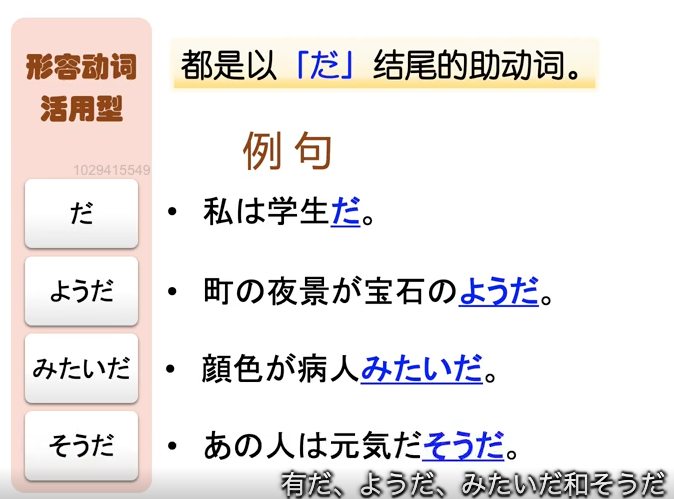 形容动词
活用型
都是以「だ」结尾的助动词。
例句
1029415549
だ
• 私は学生だ。
ようだ
• 町の夜景が宝石のようだ。
みたいだ
• 顔色が病人みたいだ。
そうだ
• あの人は元気だそうだ。
有だ、ようだ、みたいだ和そうだ